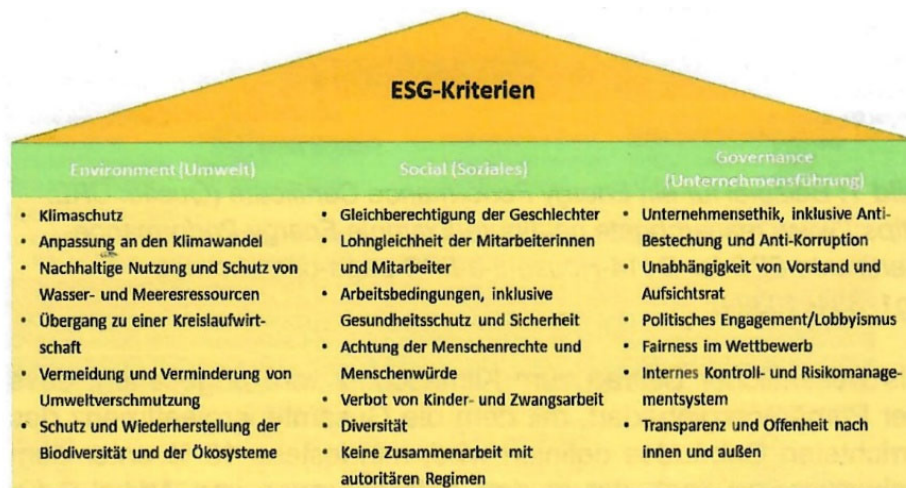 ESG-Kriterien
Environment (Umwelt)
• Klimaschutz
• Anpassung an den Klimawandel
• Nachhaltige Nutzung und Schutz von
Wasser- und Meeresressourcen
• Übergang zu einer Kreislaufwirt-
schaft
• Vermeidung und Verminderung von
Umweltverschmutzung
• Schutz und Wiederherstellung der
Biodiversität und der Ökosysteme
Social (Soziales)
• Gleichberechtigung der Geschlechter
• Lohngleicheit der Mitarbeiterinnen
und Mitarbeiter
• Arbeitsbedingungen, inklusive
Gesundheitsschutz und Sicherheit
• Achtung der Menschenrechte und
Menschenwürde
• Verbot von Kinder- und Zwangsarbeit
• Diversität
• Keine Zusammenarbeit mit
autoritären Regimen
Governance
(Unternehmensführung)
• Unternehmensethik, inklusive Anti-
Bestechung und Anti-Korruption
• Unabhängigkeit von Vorstand und
Aufsichtsrat
• Politisches Engagement/Lobbyismus
• Fairness im Wettbewerb
• Internes Kontroll- und Risikomanage-
mentsystem
• Transparenz und Offenheit nach
innen und außen